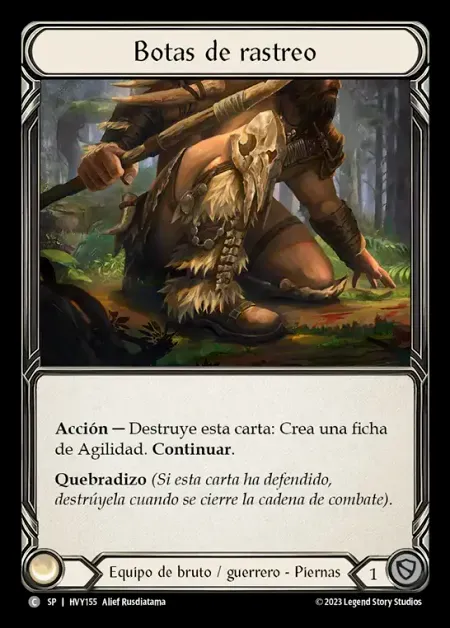 Botas de rastreo
Acción — Destruye esta carta: Crea una ficha
de Agilidad. Continuar.
Quebradizo (Si esta carta ha defendido,
destrúyela cuando se cierre la cadena de combate).
Equipo de bruto / guerrero - Piernas
1
C SP | HVY155 Alief Rusdiatama
© 2023 Legend Story Studios